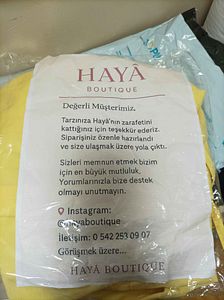 HAYÂ
BOUTIQUE
Değerli Müşterimiz.
Tarzınıza Hayâ'nın zarafetini
kattığınız için teşekkür ederiz.
Siparişiniz özenle hazırlandı
ve size ulaşmak üzere yola çıktı.
Sizleri memnun etmek bizim
için en büyük mutluluk.
Yorumlarınızla bize destek
olmayı unutmayın.
Instagram:
@hayaboutique
İletişim: 0 542 253 09 07
Görüşmek üzere...
HAYÂ BOUTIQUE